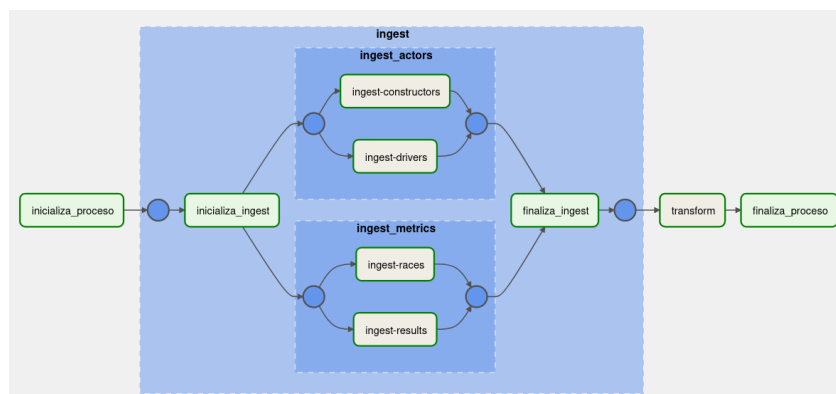 ingest
ingest_actors
ingest-constructors
ingest-drivers
inicializa_proceso
inicializa_ingest
finaliza_ingest
transform
finaliza_proceso
ingest_metrics
ingest-races
ingest-results